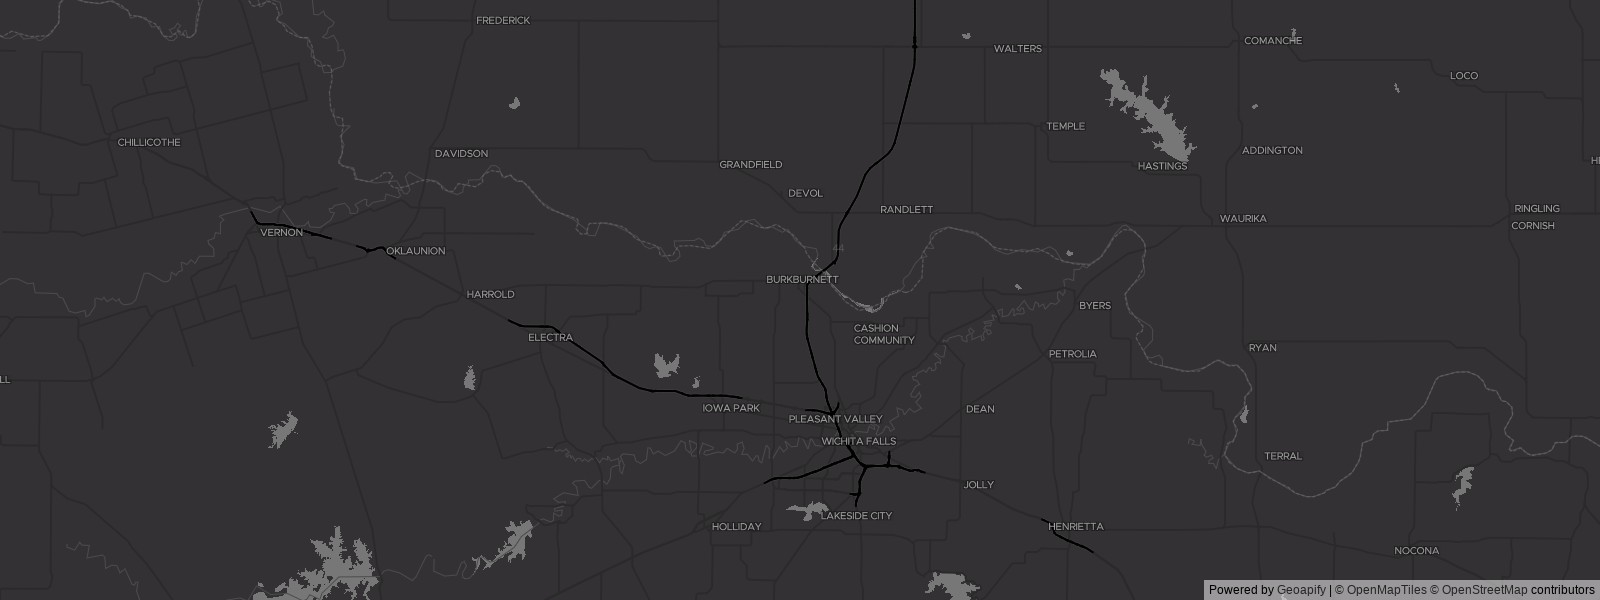 FREDERICK
WALTERS
COMANCHE
LOCO
CHILLICOTHE
DAVIDSON
GRANDFIELD
TEMPLE
HASTINGS
ADDINGTON
DEVOL
RANDLETT
WAURIKA
RINGLING
CORNISH
VERNON
OKLAUNION
44
BURKBURNETT
HARROLD
BYERS
ELECTRA
CASHION
COMMUNITY
PETROLIA
RYAN
LL
IOWA PARK
PLEASANT VALLEY
DEAN
WICHITA FALLS
TERRAL
JOLLY
LAKESIDE CITY
HOLLIDAY
HENRIETTA
NOCONA
Powered by Geoapify | © OpenMapTiles © OpenStreetMap contributors